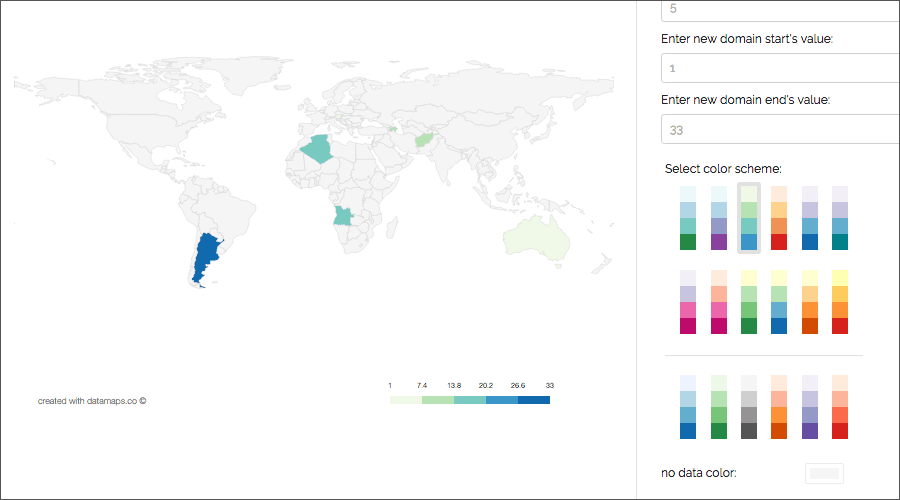 5
Enter new domain start's value:
1
Enter new domain end's value:
33
Select color scheme:
1 7.4 13.8 20.2 26.6 33
created with datamaps.co ©
no data color: